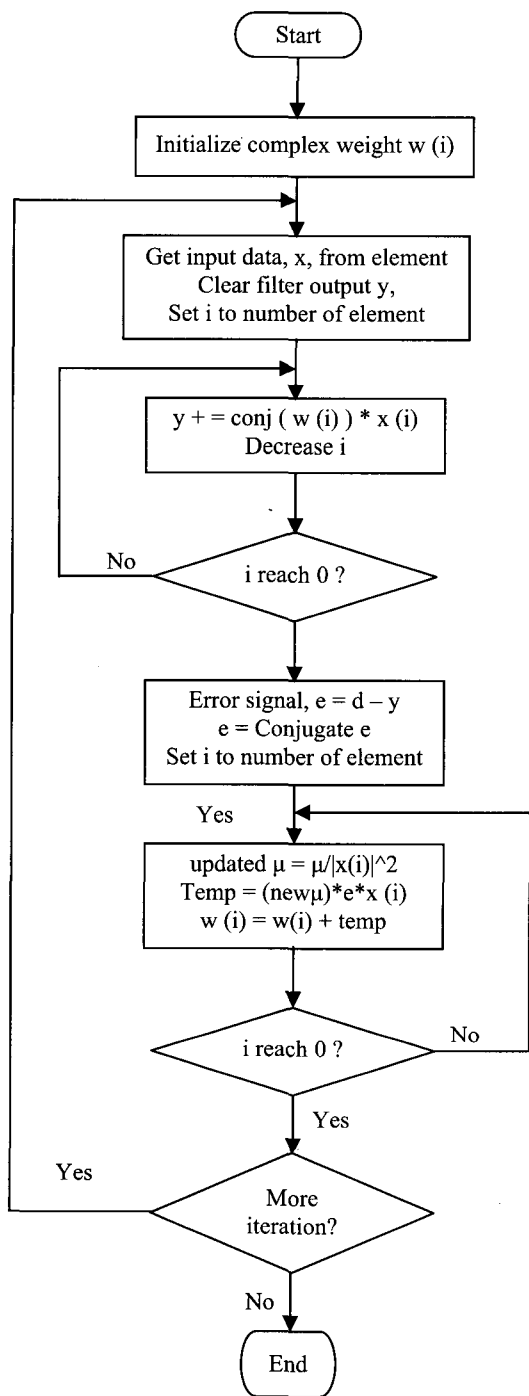 Start
Initialize complex weight w (i)
Get input data, x, from element
Clear filter output y,
Set i to number of element
y + = conj ( w (i) ) * x (i)
Decrease i
No
i reach 0 ?
Error signal, e = d – y
e = Conjugate e
Set i to number of element
Yes
updated μ = μ/|x(i)|^2
Temp = (newμ)*e*x (i)
w (i) = w(i) + temp
i reach 0 ?
No
Yes
Yes
More
iteration?
No
End